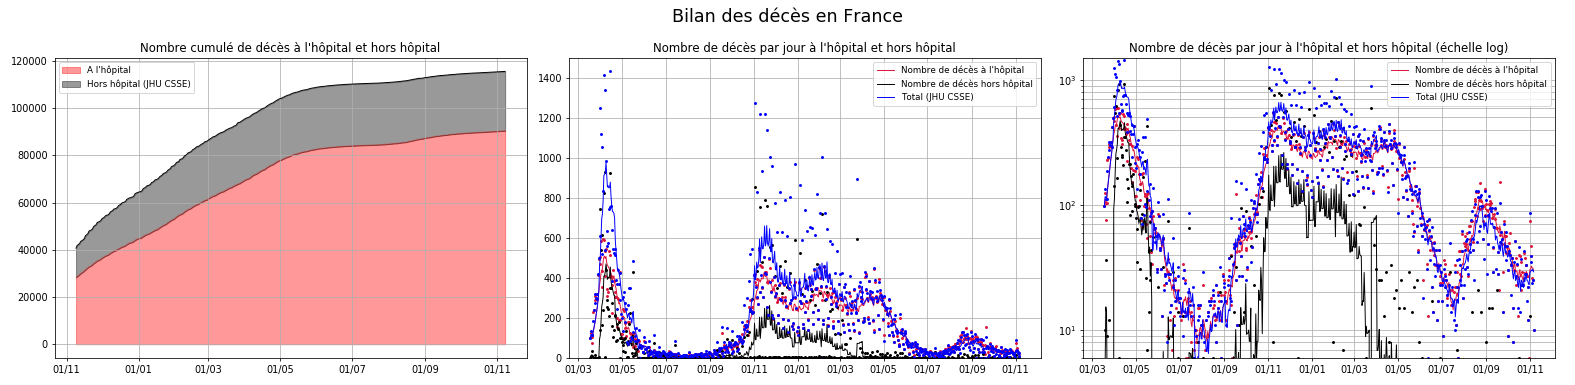 Bilan des décès en France
Nombre cumulé de décès à l'hôpital et hors hôpital
120000
100000
80000
60000
40000
20000
0
A l'hôpital
Hors hôpital (JHU CSSE)
01/11 01/01 01/03 01/05 01/07 01/09 01/11
Nombre de décès par jour à l'hôpital et hors hôpital
1400
1200
1000
800
600
400
200
0
Nombre de décès à l'hôpital
Nombre de décès hors hôpital
Total (JHU CSSE)
01/03 01/05 01/07 01/09 01/11 01/01 01/03 01/05 01/07 01/09 01/11
Nombre de décès par jour à l'hôpital et hors hôpital (échelle log)
10³
10²
10¹
Nombre de décès à l'hôpital
Nombre de décès hors hôpital
Total (JHU CSSE)
01/03 01/05 01/07 01/09 01/11 01/01 01/03 01/05 01/07 01/09 01/11